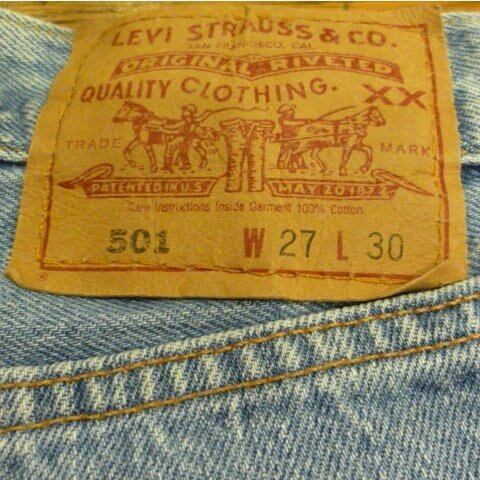 LEVI STRAUSS & CO.
SAN FRANCISCO, CAL.
ORIGINAL RIVETED
QUALITY CLOTHING. XX
TRADE MARK
PATENTED IN U.S. MAY 20 1873
Care Instructions Inside Garment 100% Cotton
501 W 27 L 30
®